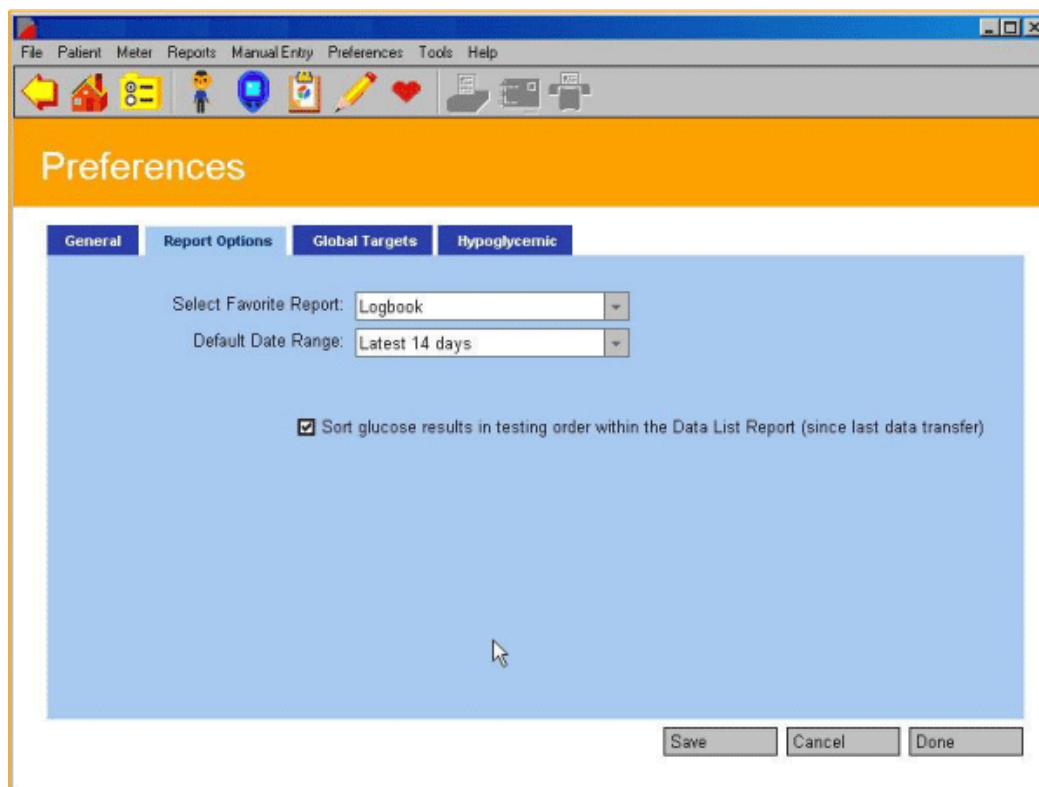 File Patient Meter Reports Manual Entry Preferences Tools Help
Preferences
General Report Options Global Targets Hypoglycemic
Select Favorite Report: Logbook
Default Date Range: Latest 14 days
Sort glucose results in testing order within the Data List Report (since last data transfer)
Save Cancel Done